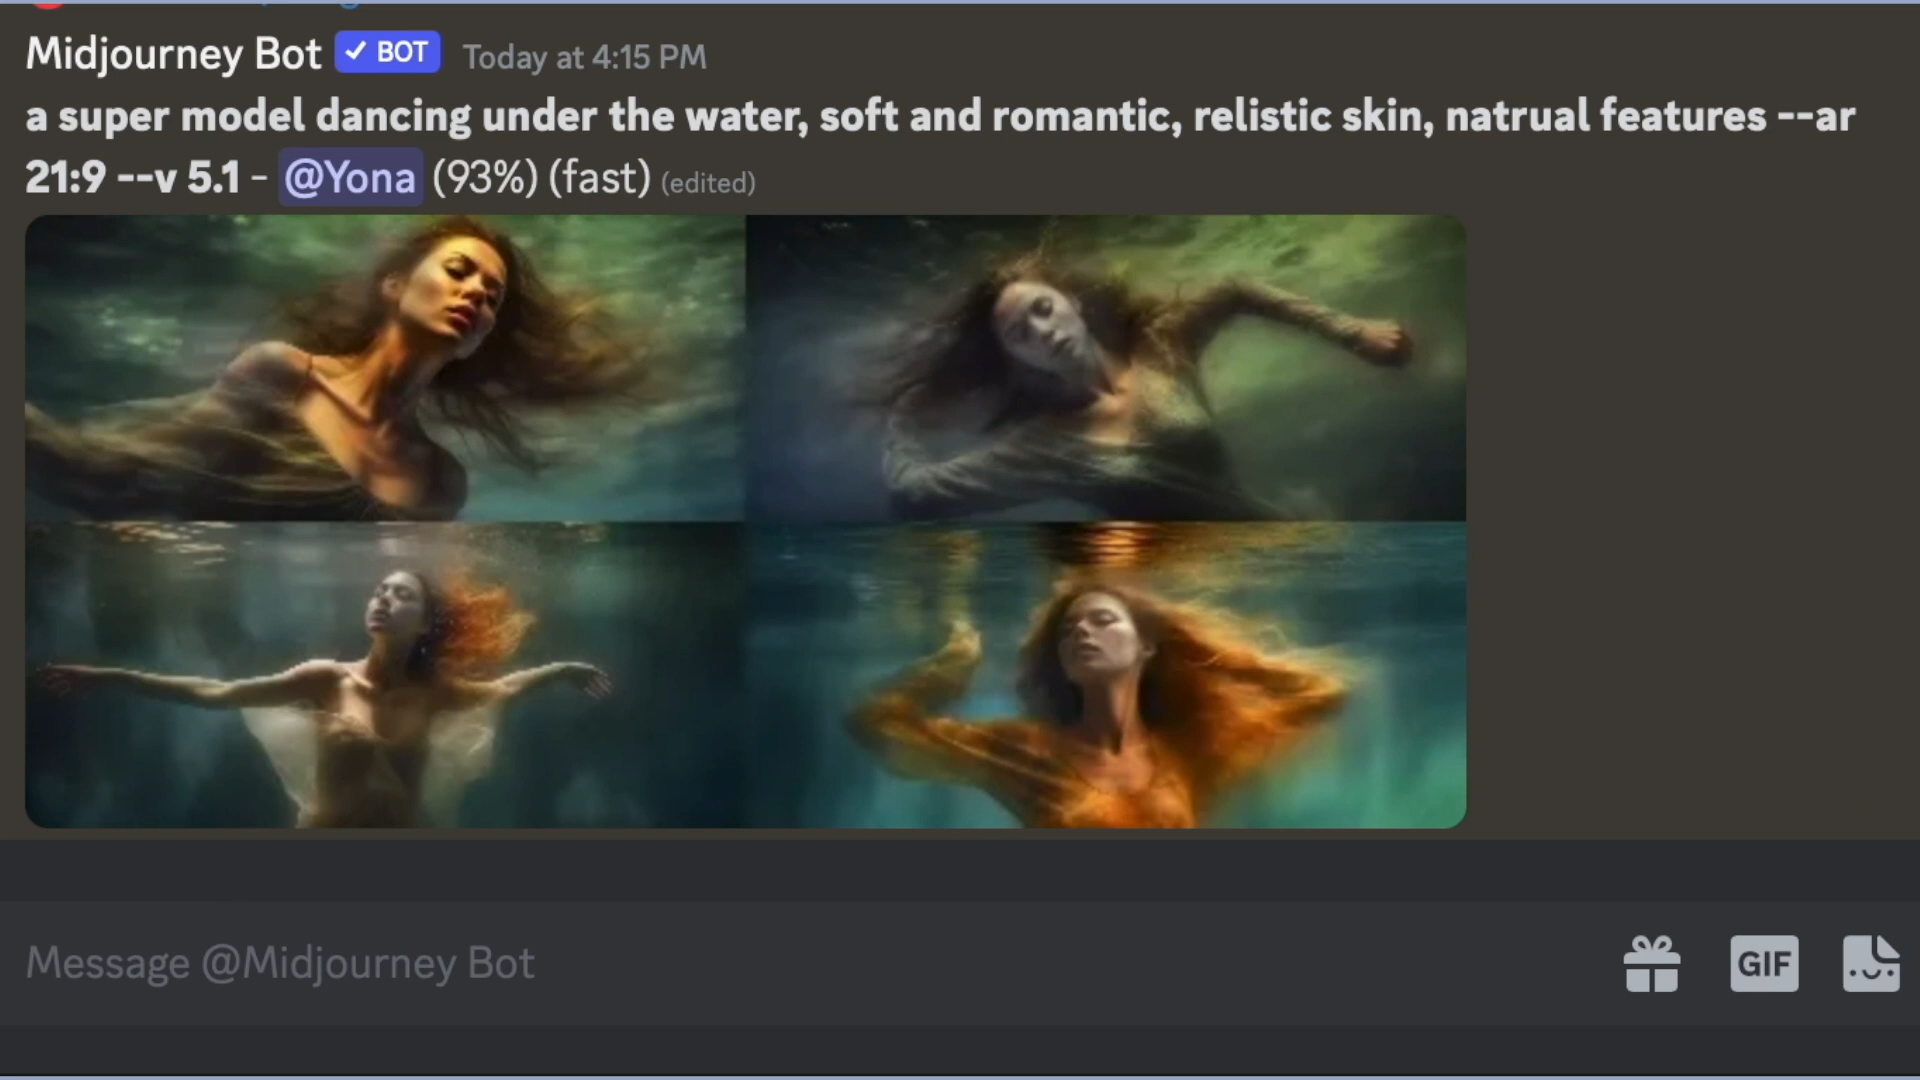 Midjourney Bot ✓ BOT Today at 4:15 PM
a super model dancing under the water, soft and romantic, relistic skin, natrual features --ar
21:9 --v 5.1 - @Yona (93%) (fast) (edited)
Message @Midjourney Bot
GIF